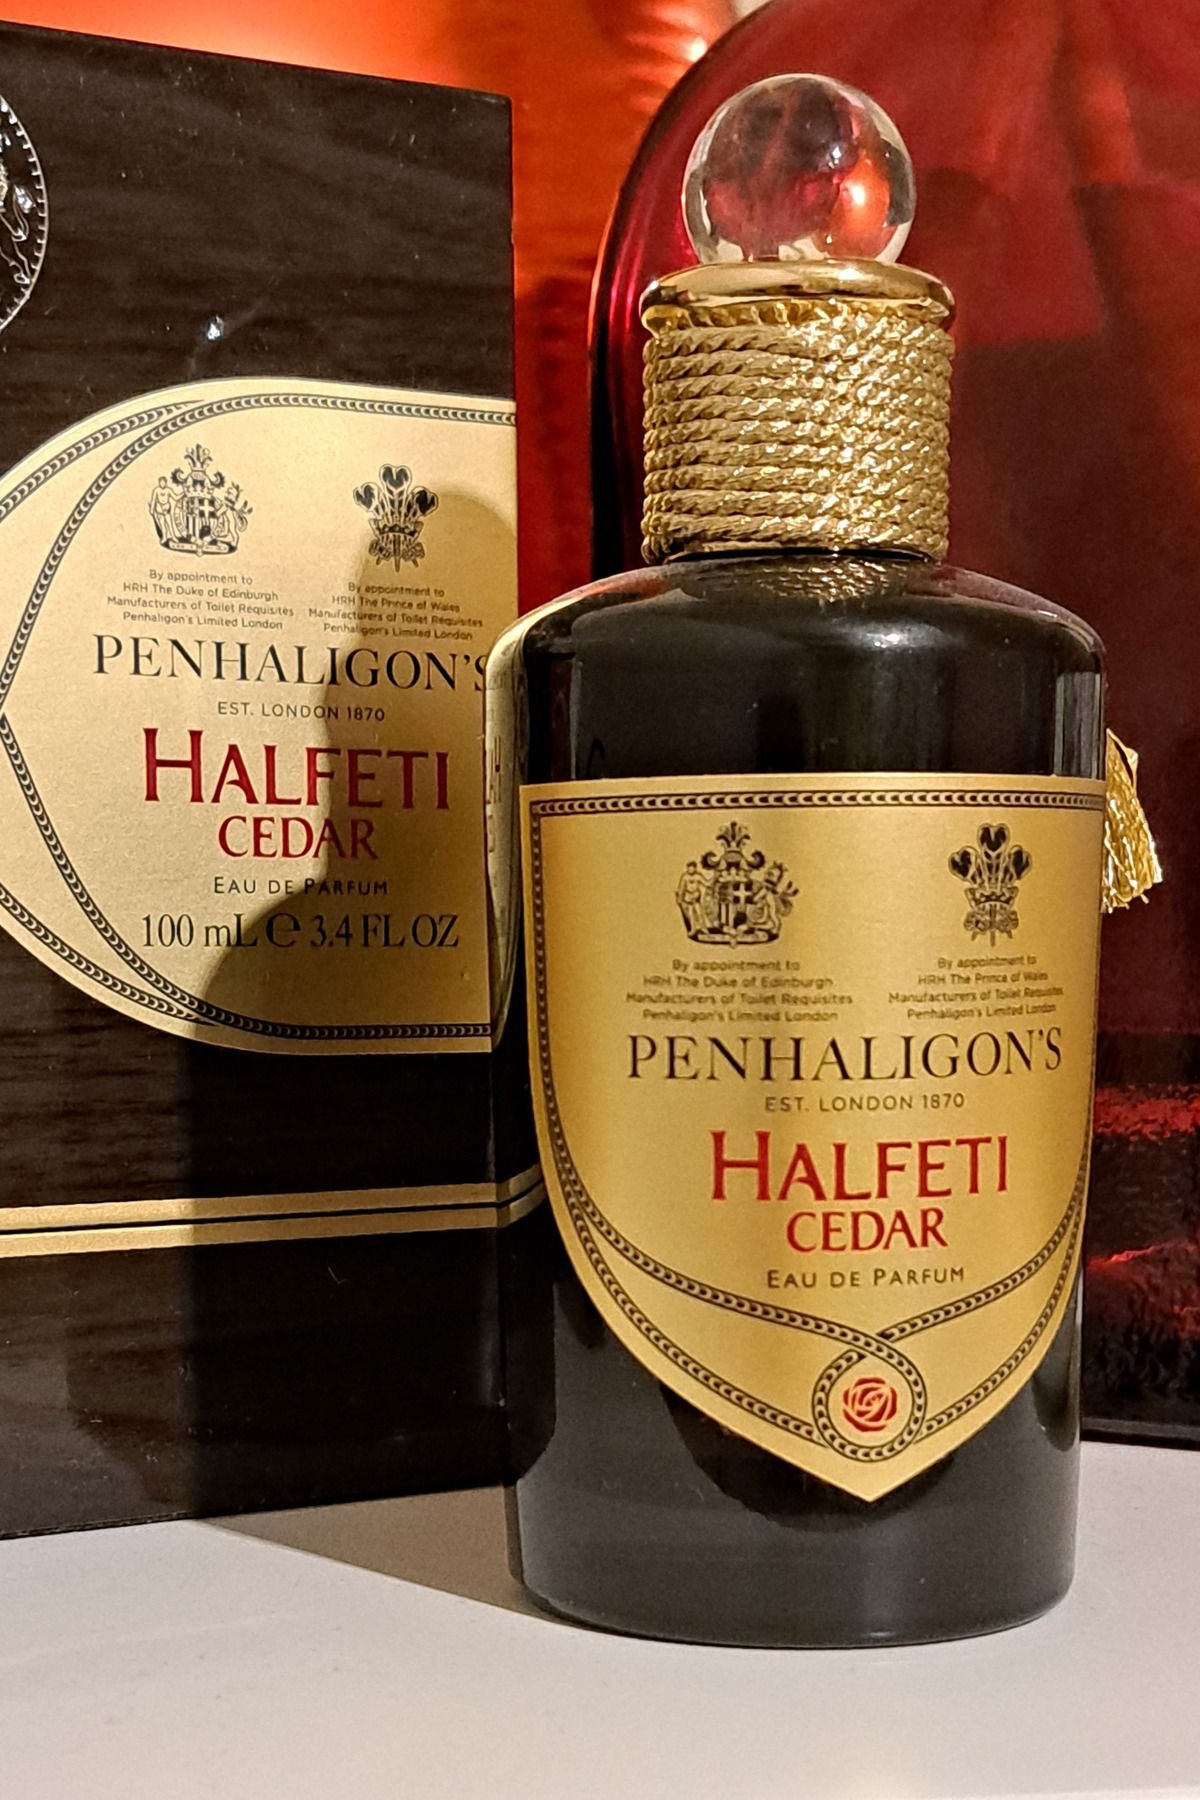 By appointment to
HRH The Duke of Edinburgh
Manufacturers of Toilet Requisites
Penhaligon's Limited London
By appointment to
HRH The Prince of Wales
Manufacturers of Toilet Requisites
Penhaligon's Limited London
PENHALIGON'S
EST. LONDON 1870
HALFETI
CEDAR
EAU DE PARFUM
100 mL ℮ 3.4 FL OZ
By appointment to
HRH The Duke of Edinburgh
Manufacturers of Toilet Requisites
Penhaligon's Limited London
By appointment to
HRH The Prince of Wales
Manufacturers of Toilet Requisites
Penhaligon's Limited London
PENHALIGON'S
EST. LONDON 1870
HALFETI
CEDAR
EAU DE PARFUM